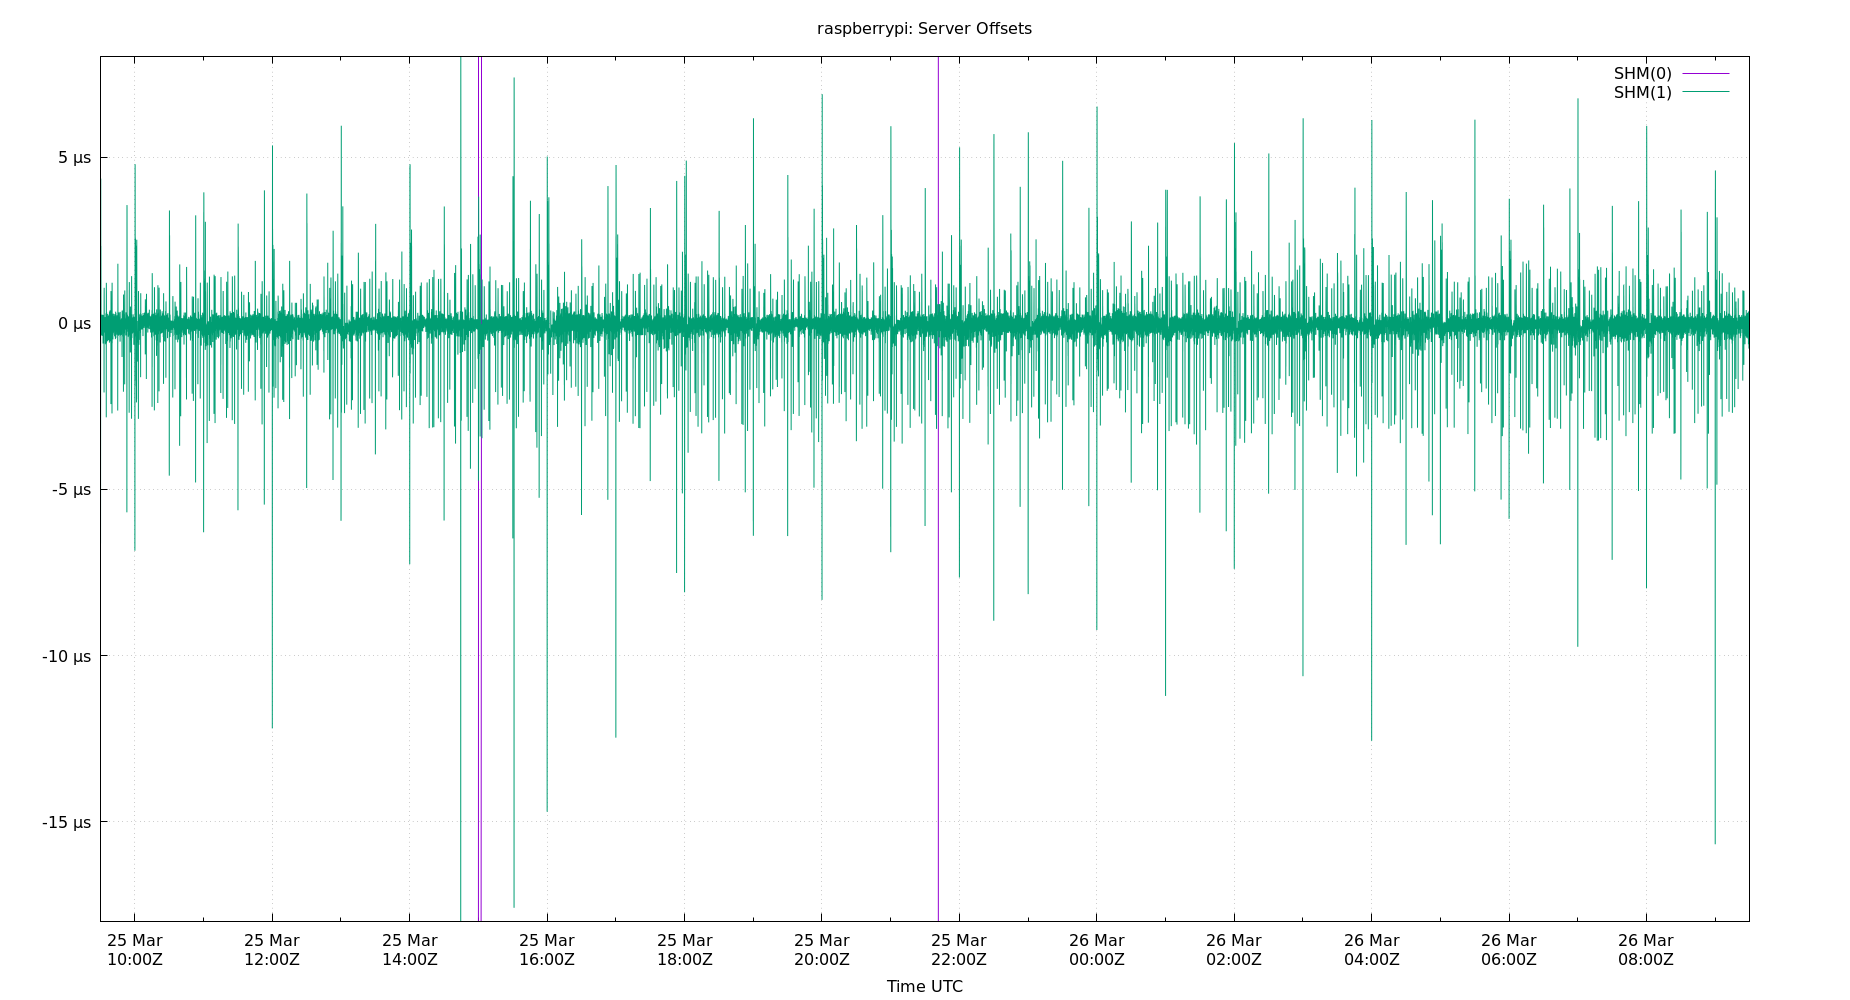 raspberrypi: Server Offsets
SHM(0)
SHM(1)
5 µs
0 µs
-5 µs
-10 µs
-15 µs
25 Mar 25 Mar 25 Mar 25 Mar 25 Mar 25 Mar 25 Mar 26 Mar 26 Mar 26 Mar 26 Mar 26 Mar
10:00Z 12:00Z 14:00Z 16:00Z 18:00Z 20:00Z 22:00Z 00:00Z 02:00Z 04:00Z 06:00Z 08:00Z
Time UTC